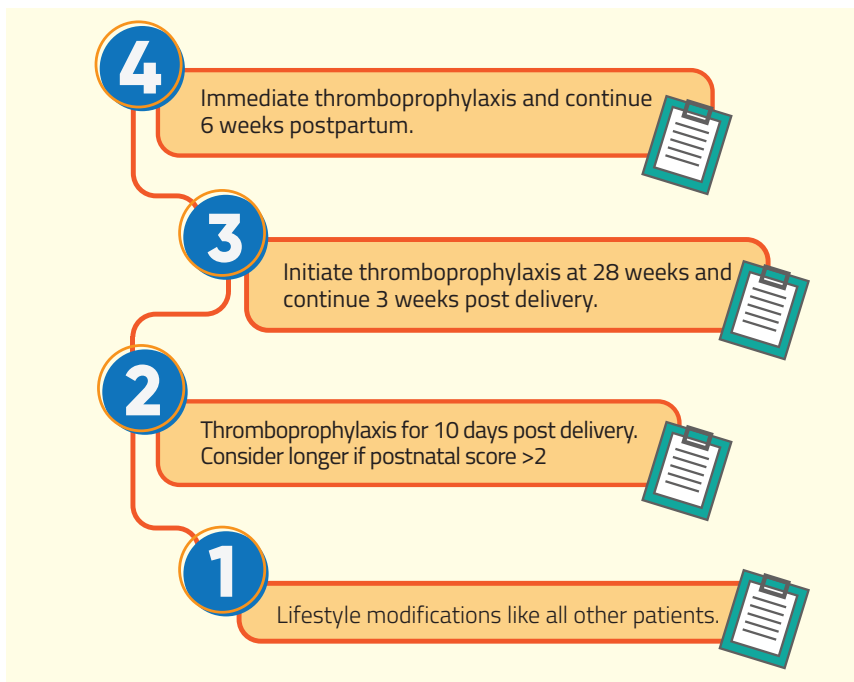 4
Immediate thromboprophylaxis and continue
6 weeks postpartum.
3
Initiate thromboprophylaxis at 28 weeks and
continue 3 weeks post delivery.
2
Thromboprophylaxis for 10 days post delivery.
Consider longer if postnatal score >2
1
Lifestyle modifications like all other patients.